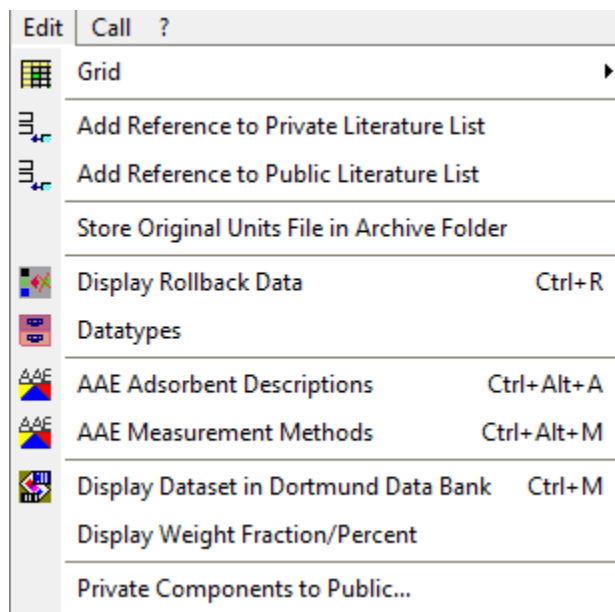 Edit Call ?
Grid
Add Reference to Private Literature List
Add Reference to Public Literature List
Store Original Units File in Archive Folder
Display Rollback Data Ctrl+R
Datatypes
AAE AAE Adsorbent Descriptions Ctrl+Alt+A
AAE AAE Measurement Methods Ctrl+Alt+M
Display Dataset in Dortmund Data Bank Ctrl+M
Display Weight Fraction/Percent
Private Components to Public...